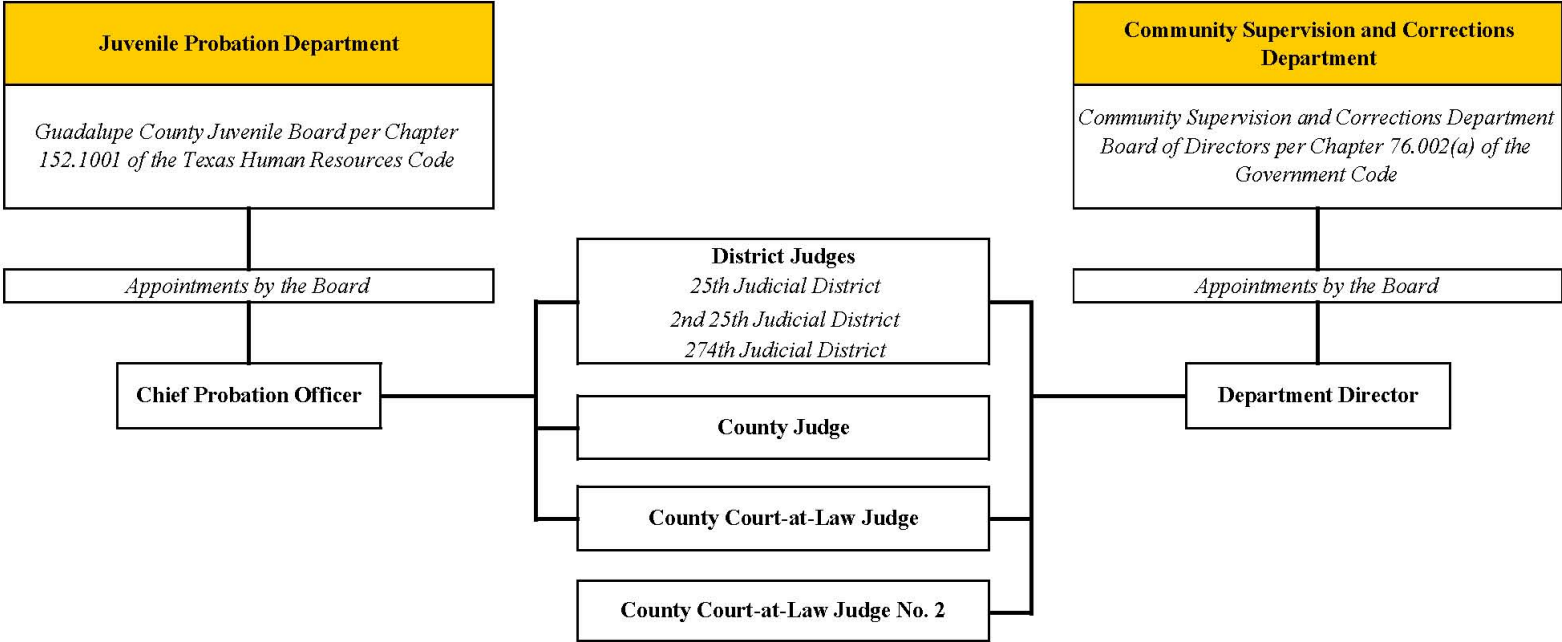 Juvenile Probation Department
Guadalupe County Juvenile Board per Chapter
152.1001 of the Texas Human Resources Code
Appointments by the Board
Chief Probation Officer
Community Supervision and Corrections
Department
Community Supervision and Corrections Department
Board of Directors per Chapter 76.002(a) of the
Government Code
Appointments by the Board
Department Director
District Judges
25th Judicial District
2nd 25th Judicial District
274th Judicial District
County Judge
County Court-at-Law Judge
County Court-at-Law Judge No. 2